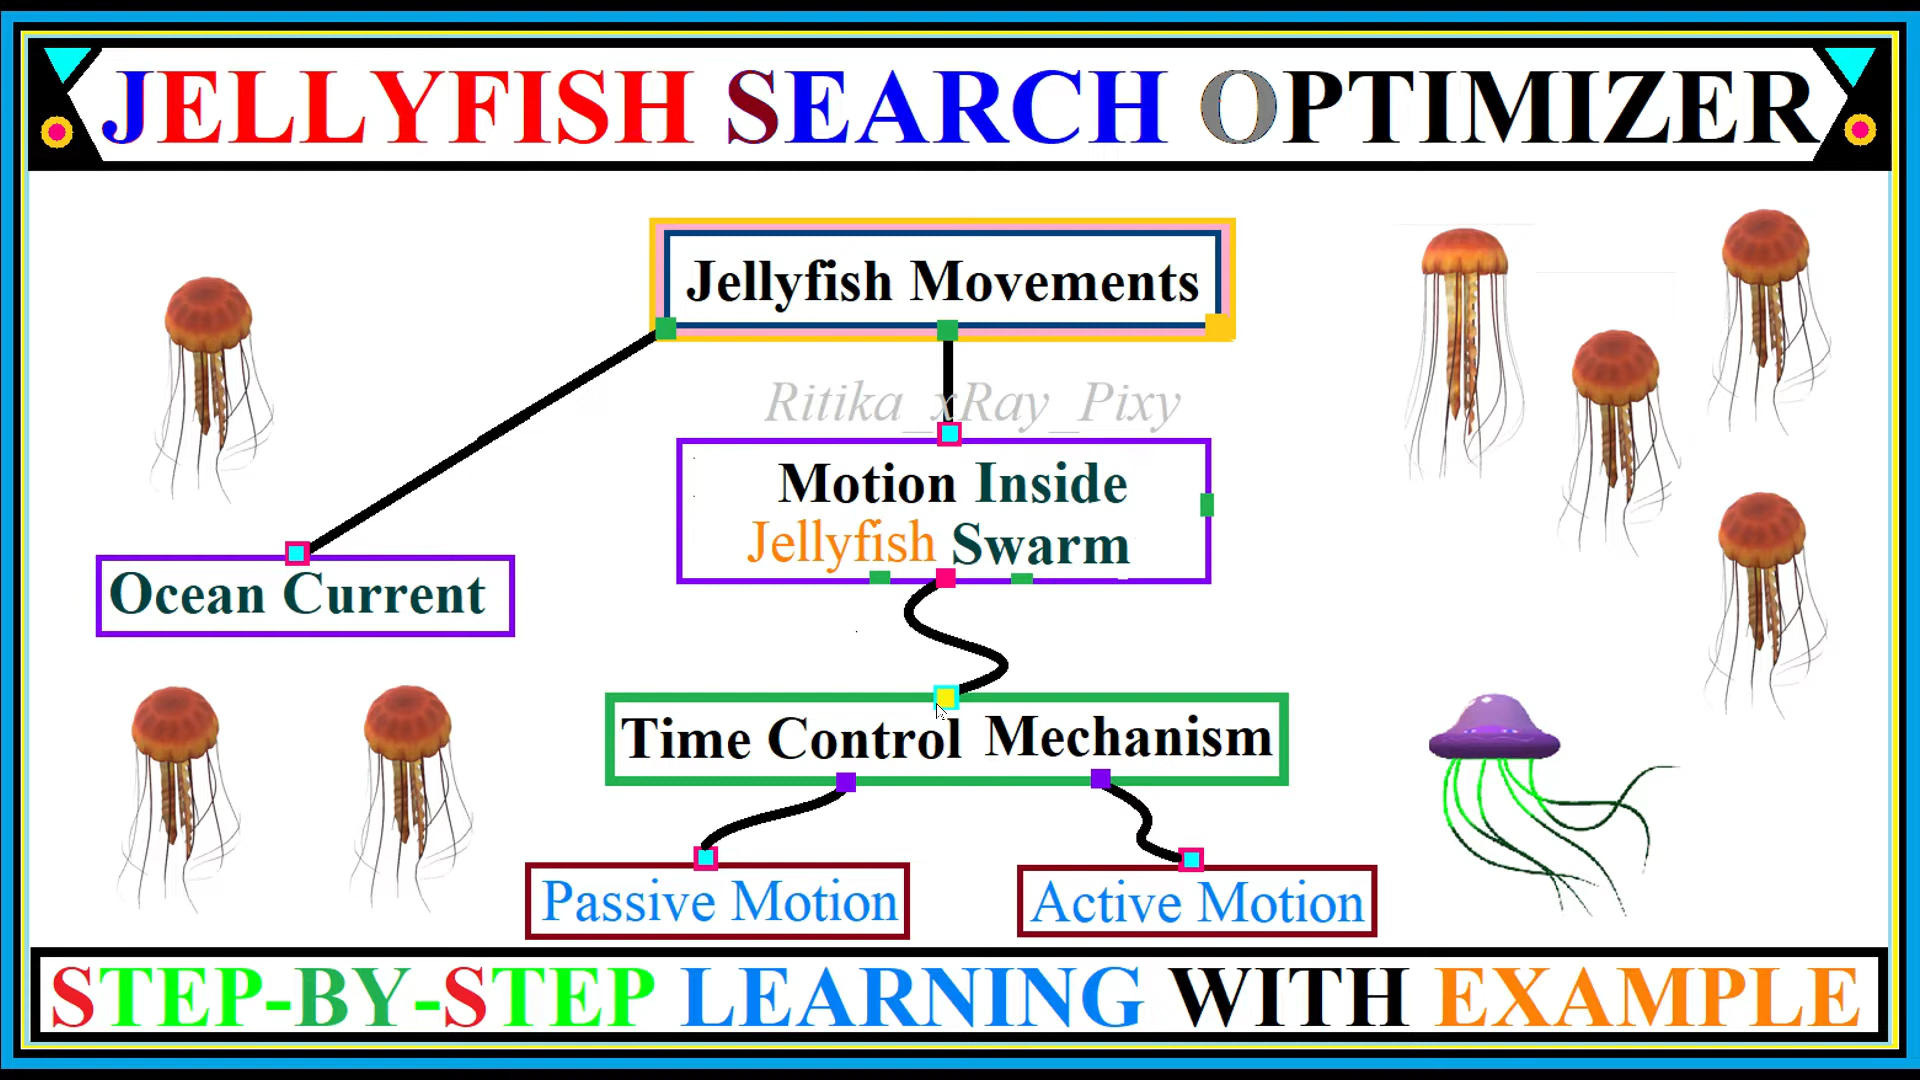 JELLYFISH SEARCH OPTIMIZER
Jellyfish Movements
Ritika_xRay_Pixy
Motion Inside
Jellyfish Swarm
Ocean Current
Time Control Mechanism
Passive Motion
Active Motion
STEP-BY-STEP LEARNING WITH EXAMPLE